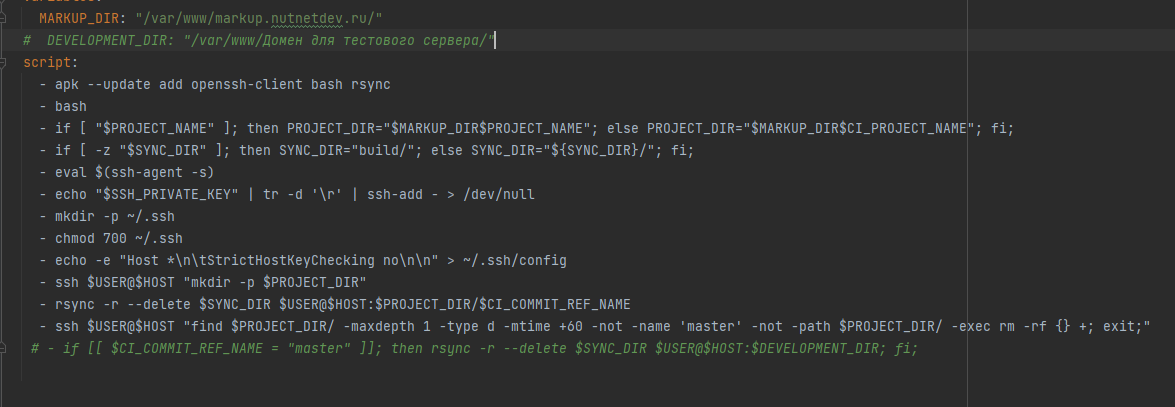 MARKUP_DIR: "/var/www/markup.nutnetdev.ru/"
#  DEVELOPMENT_DIR: "/var/www/Домен для тестового сервера/"
script:
- apk --update add openssh-client bash rsync
- bash
- if [ "$PROJECT_NAME" ]; then PROJECT_DIR="$MARKUP_DIR$PROJECT_NAME"; else PROJECT_DIR="$MARKUP_DIR$CI_PROJECT_NAME"; fi;
- if [ -z "$SYNC_DIR" ]; then SYNC_DIR="build/"; else SYNC_DIR="${SYNC_DIR}/"; fi;
- eval $(ssh-agent -s)
- echo "$SSH_PRIVATE_KEY" | tr -d '\r' | ssh-add - > /dev/null
- mkdir -p ~/.ssh
- chmod 700 ~/.ssh
- echo -e "Host *\n\tStrictHostKeyChecking no\n\n" > ~/.ssh/config
- ssh $USER@$HOST "mkdir -p $PROJECT_DIR"
- rsync -r --delete $SYNC_DIR $USER@$HOST:$PROJECT_DIR/$CI_COMMIT_REF_NAME
- ssh $USER@$HOST "find $PROJECT_DIR/ -maxdepth 1 -type d -mtime +60 -not -name 'master' -not -path $PROJECT_DIR/ -exec rm -rf {} +; exit;"
# - if [[ $CI_COMMIT_REF_NAME = "master" ]]; then rsync -r --delete $SYNC_DIR $USER@$HOST:$DEVELOPMENT_DIR; fi;